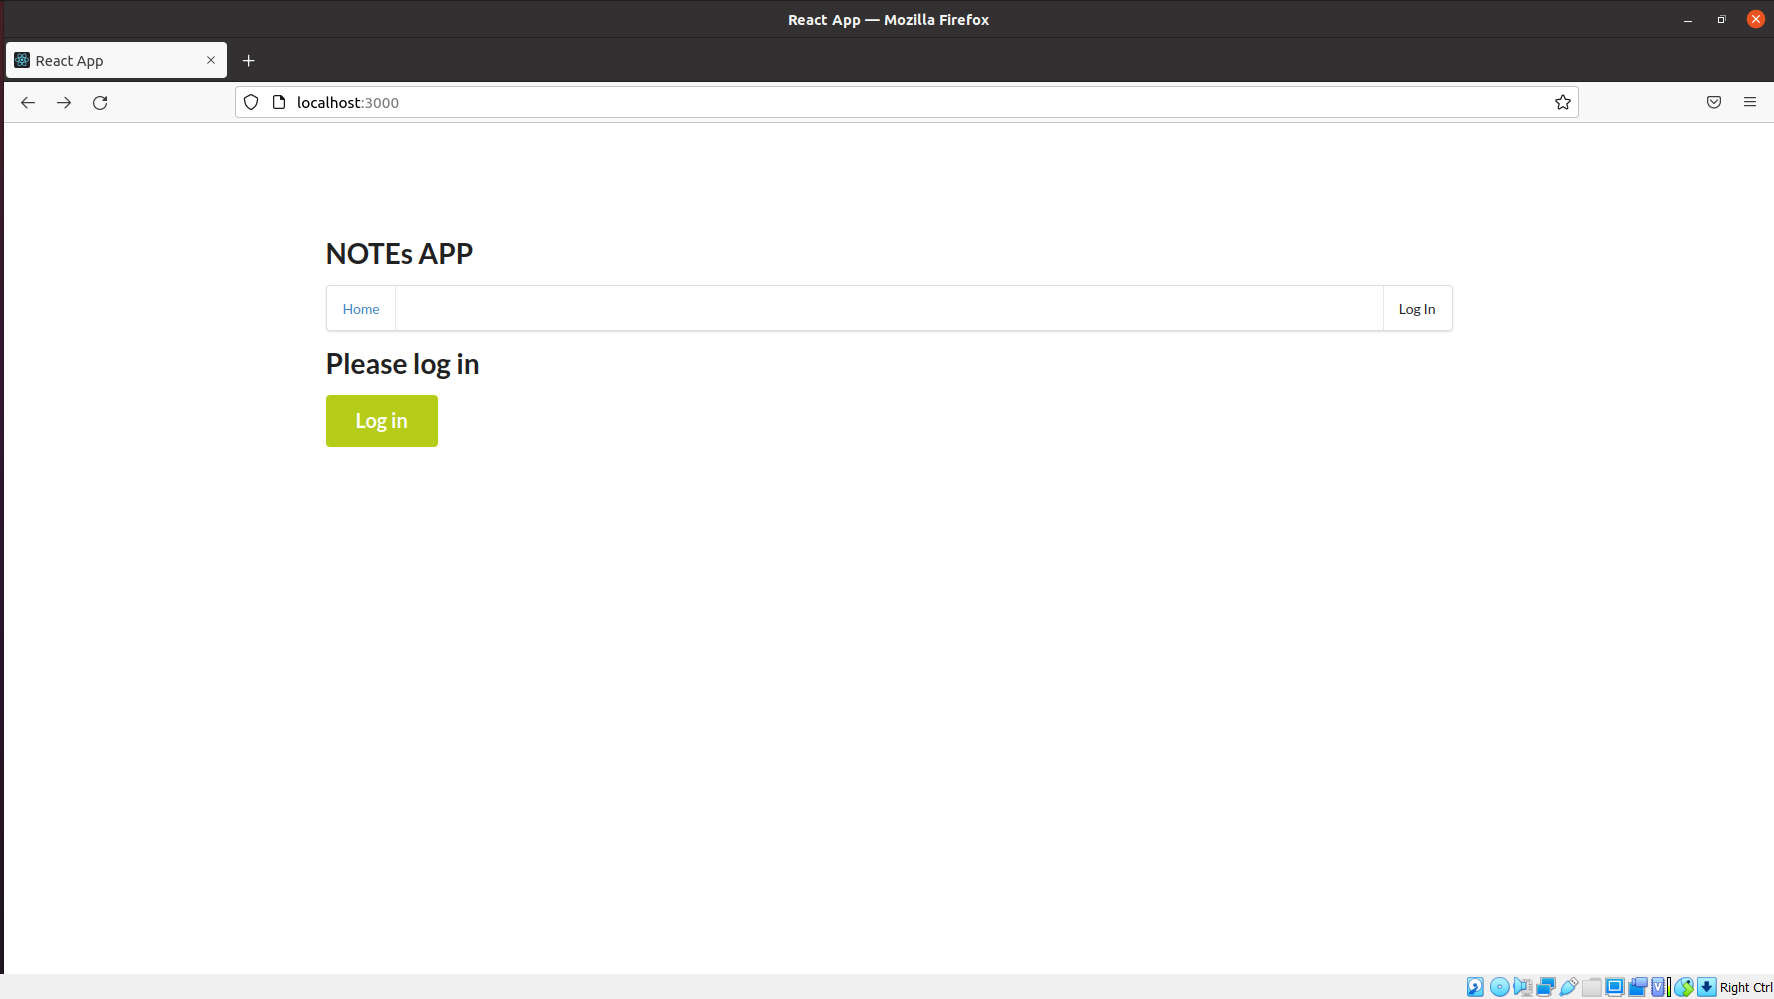 React App — Mozilla Firefox
React App
localhost:3000
NOTEs APP
Home
Log In
Please log in
Log in
Right Ctrl